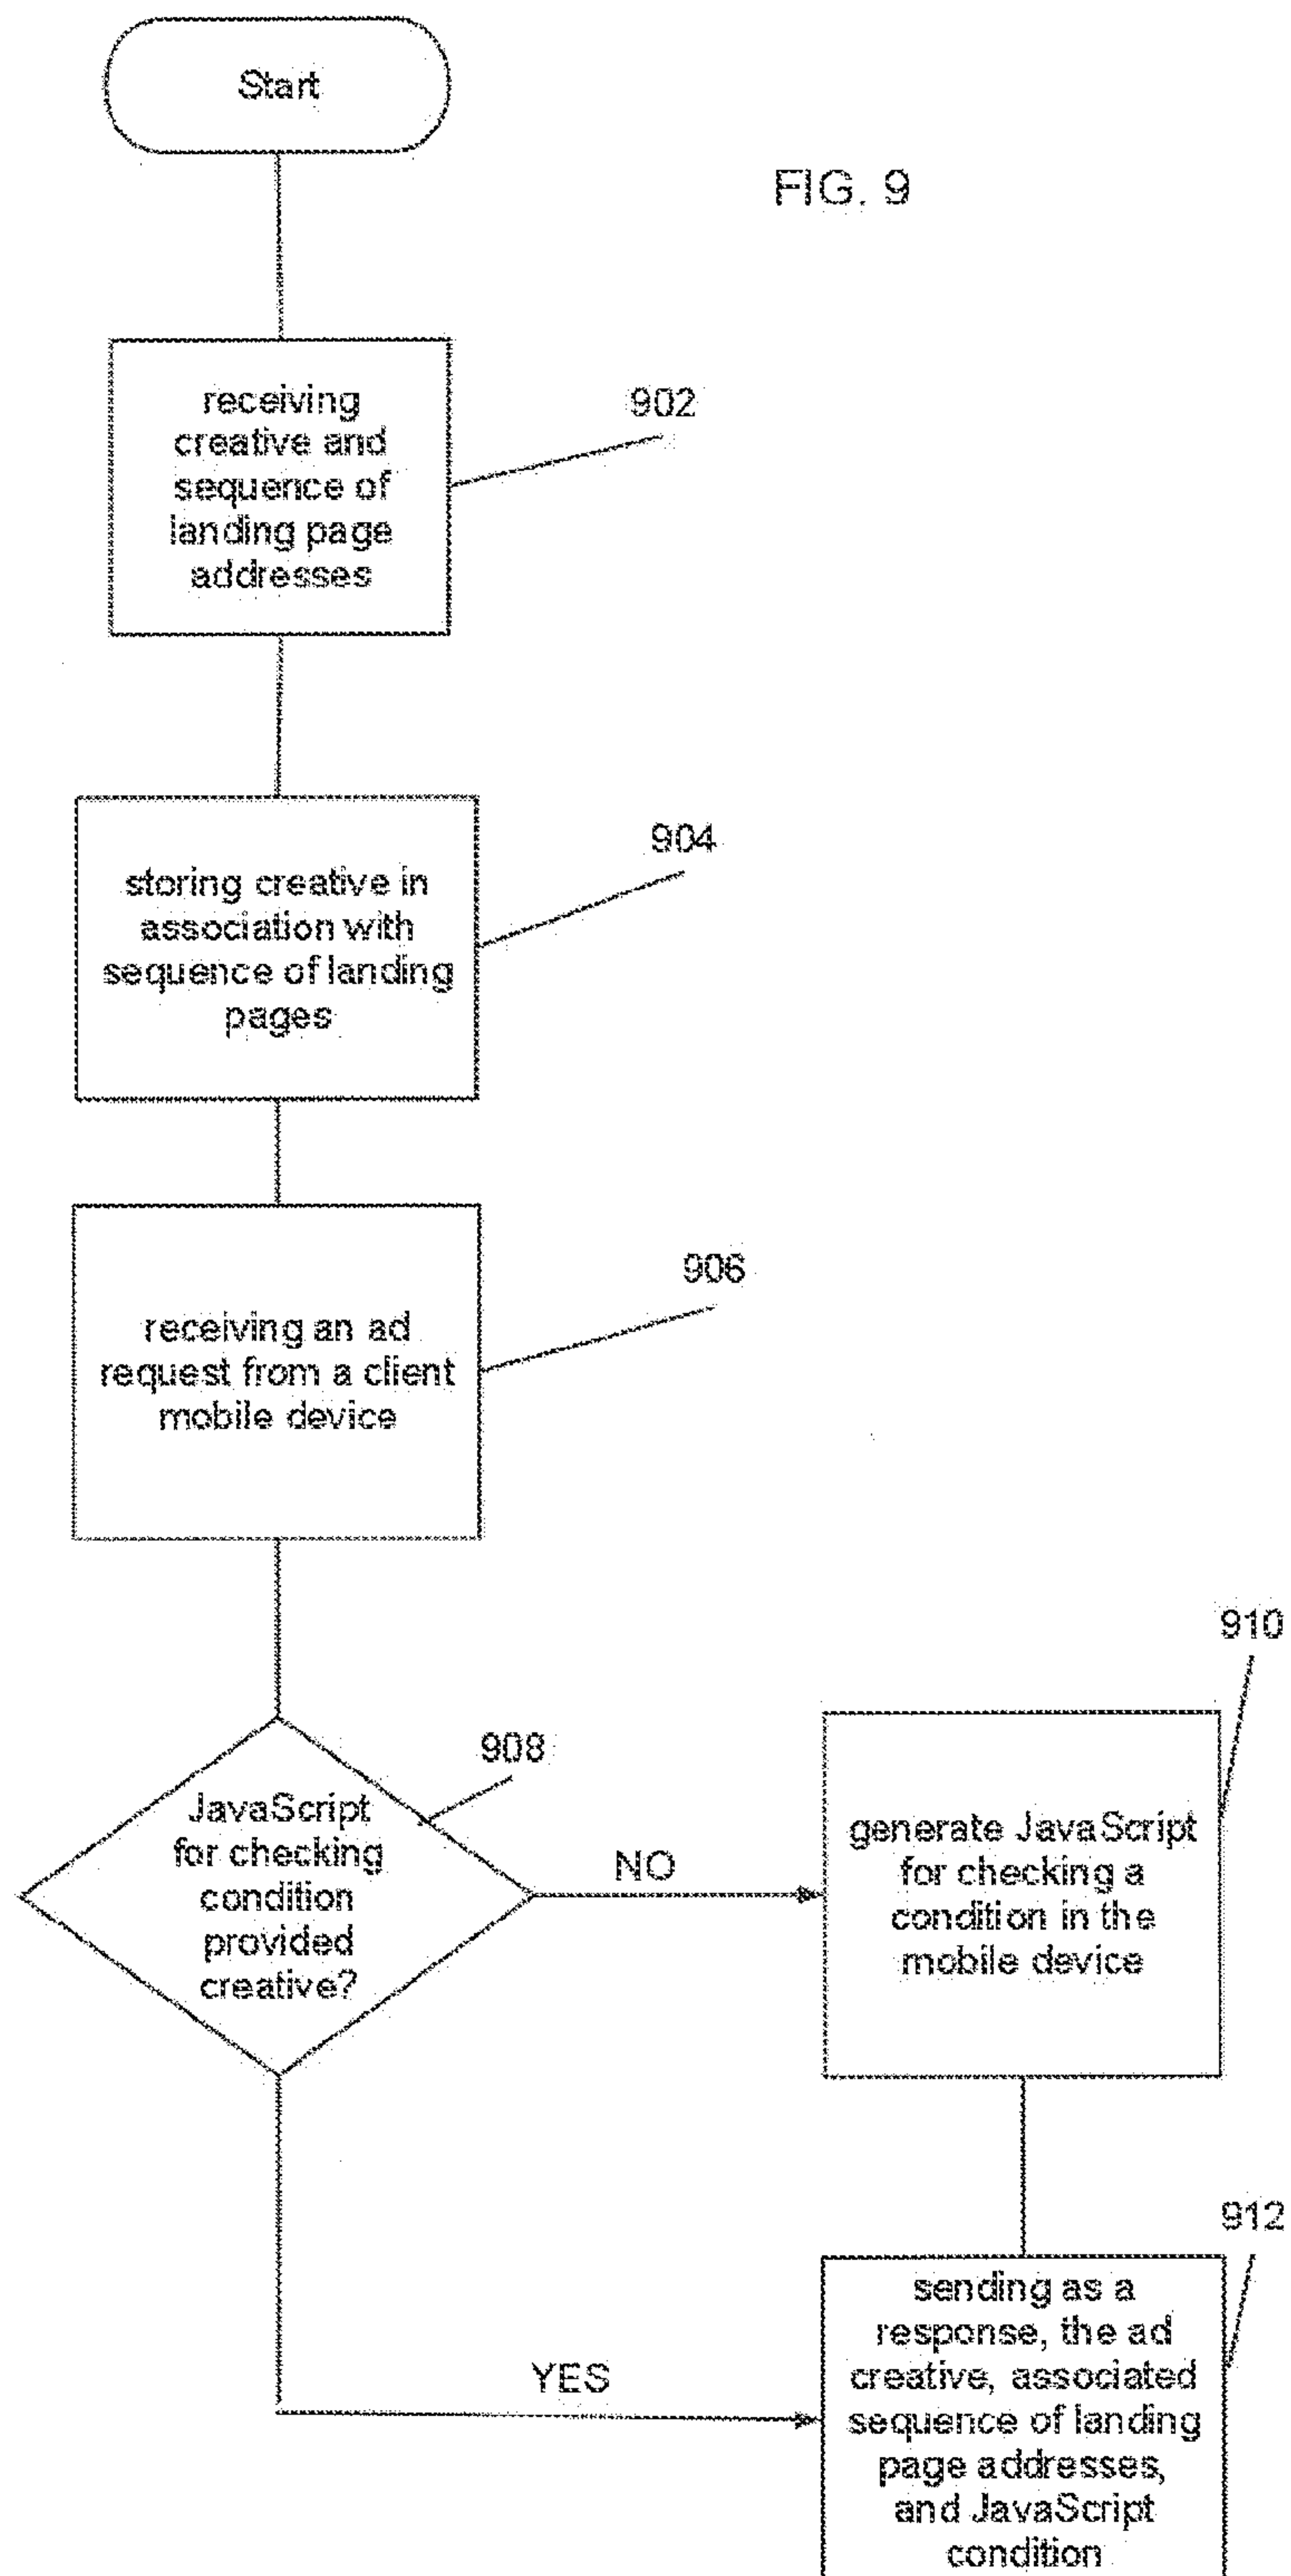 Start
FIG. 9
receiving
creative and
sequence of
landing page
addresses
902
storing creative in
association with
sequence of landing
pages
904
receiving an ad
request from a client
mobile device
906
JavaScript
for checking
condition
provided
creative?
908
NO
generate JavaScript
for checking a
condition in the
mobile device
910
YES
sending as a
response, the ad
creative, associated
sequence of landing
page addresses,
and JavaScript
condition
912